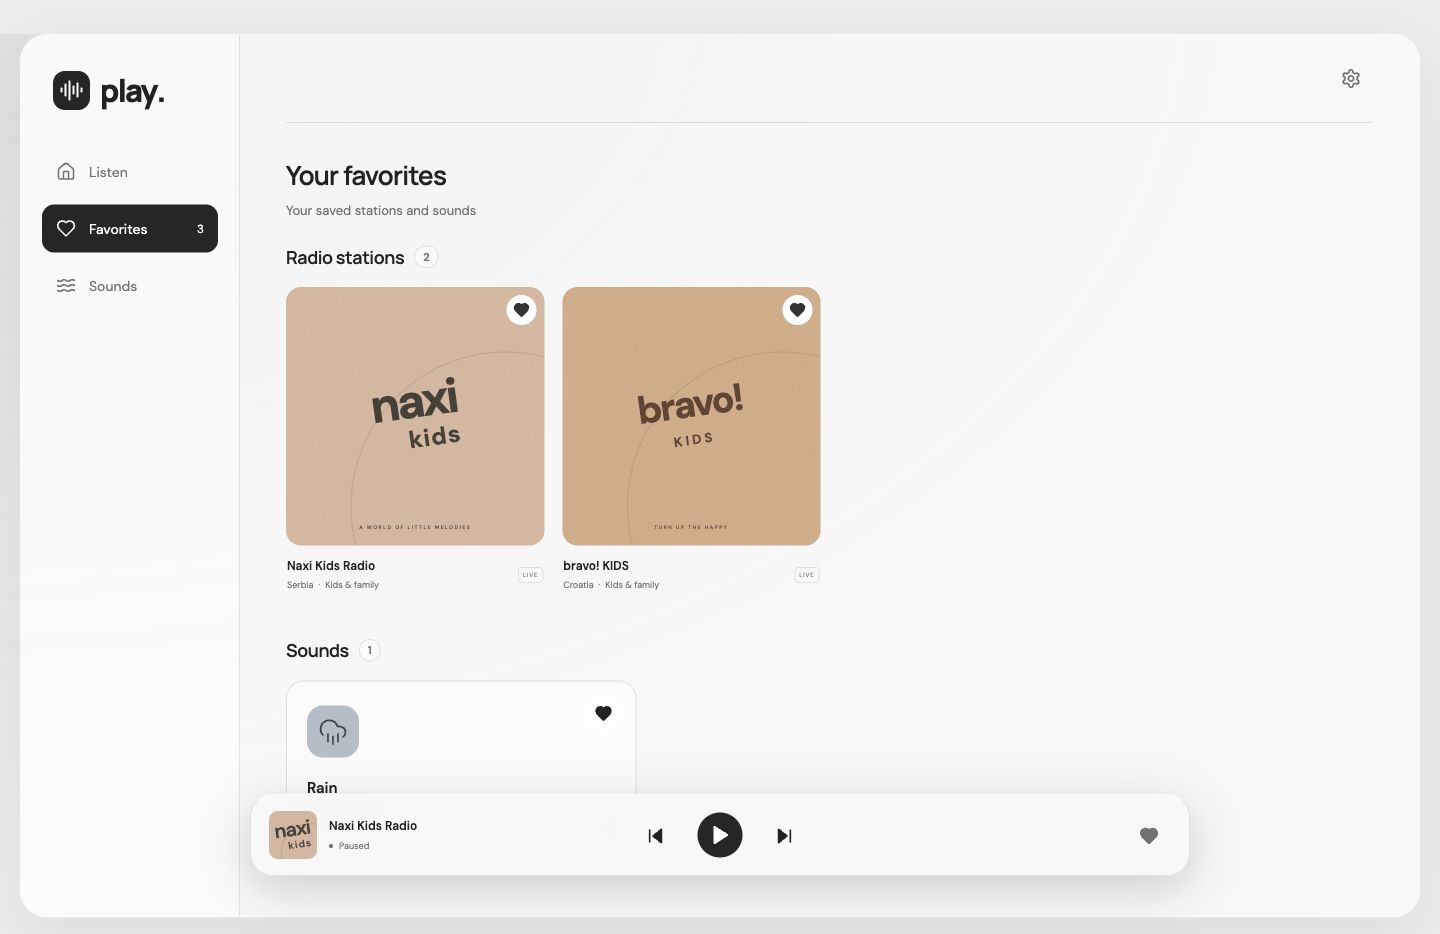 play.
Listen
Favorites 3
Sounds
Your favorites
Your saved stations and sounds
Radio stations 2
naxi
kids
A WORLD OF LITTLE MELODIES
Naxi Kids Radio
Serbia · Kids & family
LIVE
bravo!
KIDS
TURN UP THE HAPPY
bravo! KIDS
Croatia · Kids & family
LIVE
Sounds 1
Rain
naxi
kids
Naxi Kids Radio
Paused